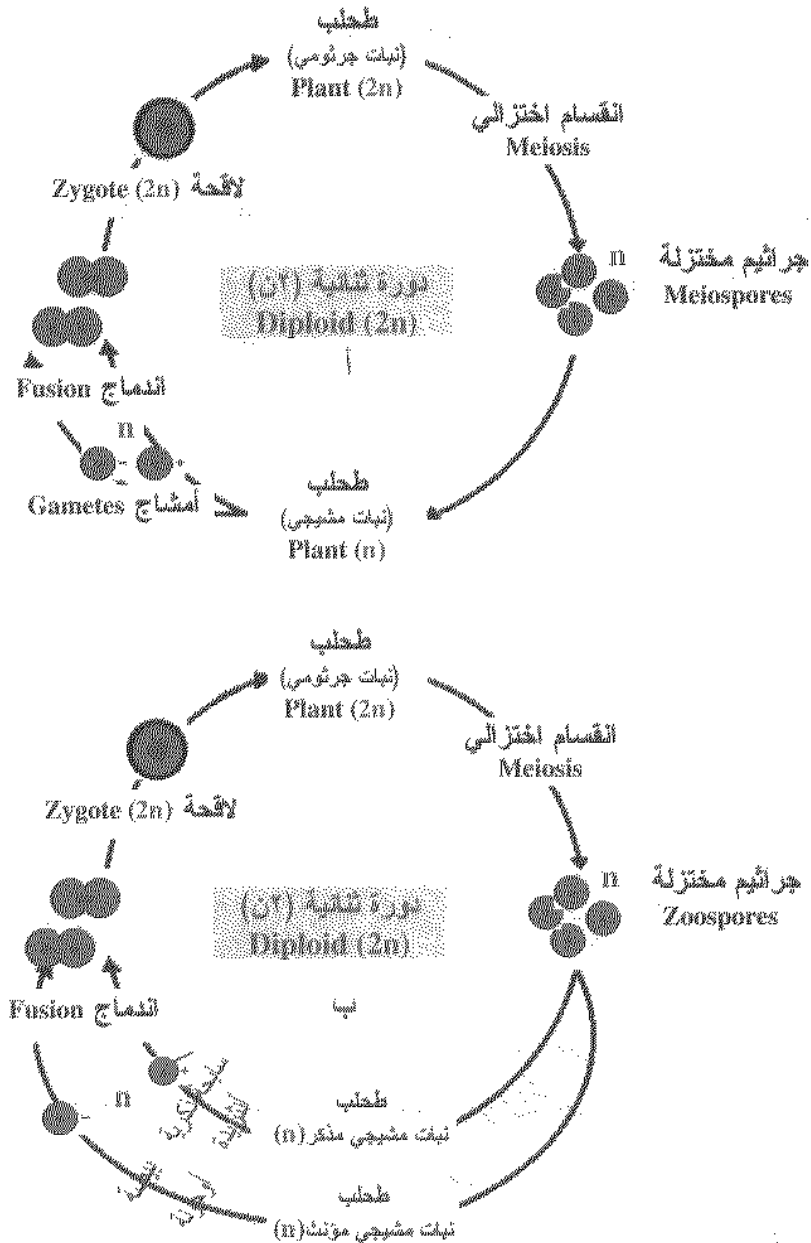 طحلب
(نبات جرثومي)
Plant (2n)
انقسام اختزالي
Meiosis
Zygote (2n) لاقحة
n
جراثيم مختزلة
Meiospores
دورة ثنائية (٢ن)
Diploid (2n)
أ
Fusion اندماج
n
- +
Gametes أمشاج
طحلب
(نبات مشيجي)
Plant (n)
طحلب
(نبات جرثومي)
Plant (2n)
انقسام اختزالي
Meiosis
Zygote (2n) لاقحة
n
جراثيم مختزلة
Zoospores
دورة ثنائية (٢ن)
Diploid (2n)
ب
Fusion اندماج
+
n
-
طحلب
نبات مشيجي مذكر (n)
طحلب
نبات مشيجي مؤنث (n)